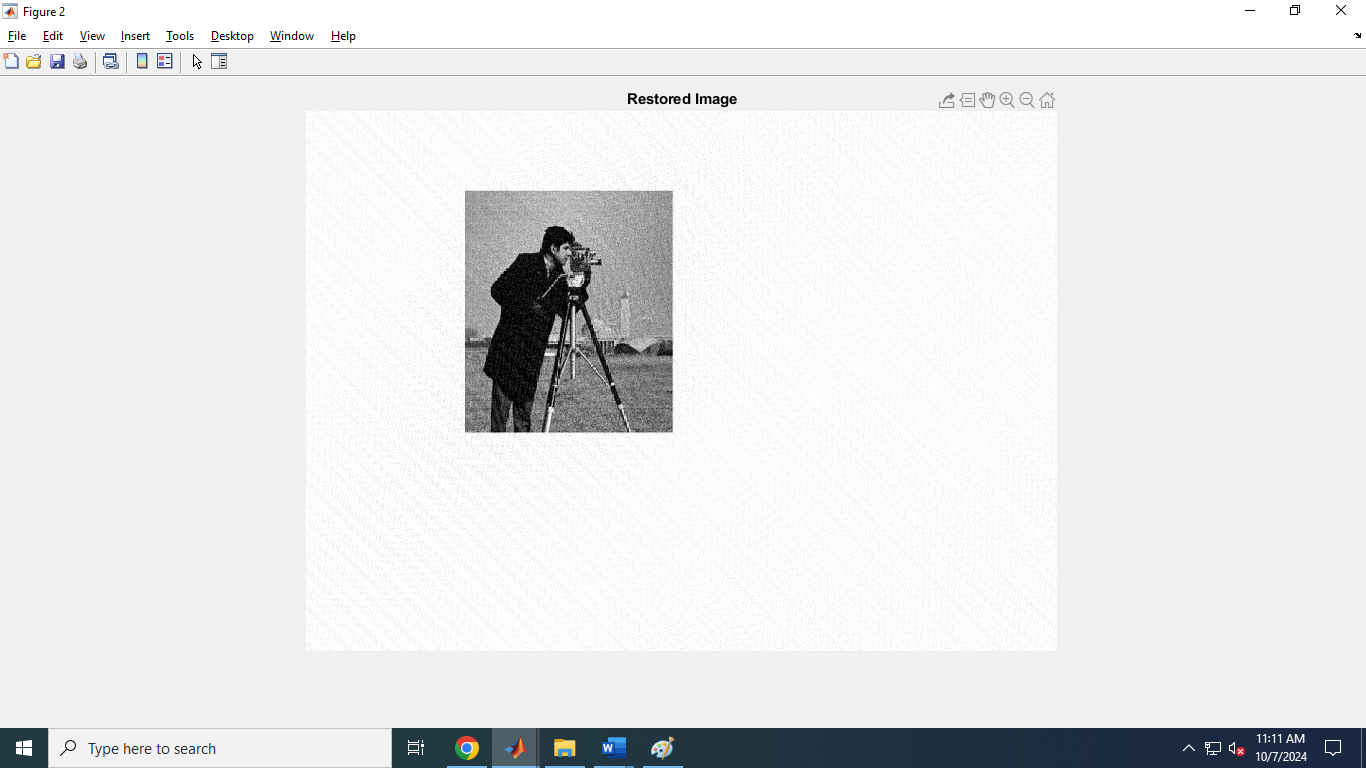 Figure 2
File Edit View Insert Tools Desktop Window Help
Restored Image
Type here to search
11:11 AM
10/7/2024